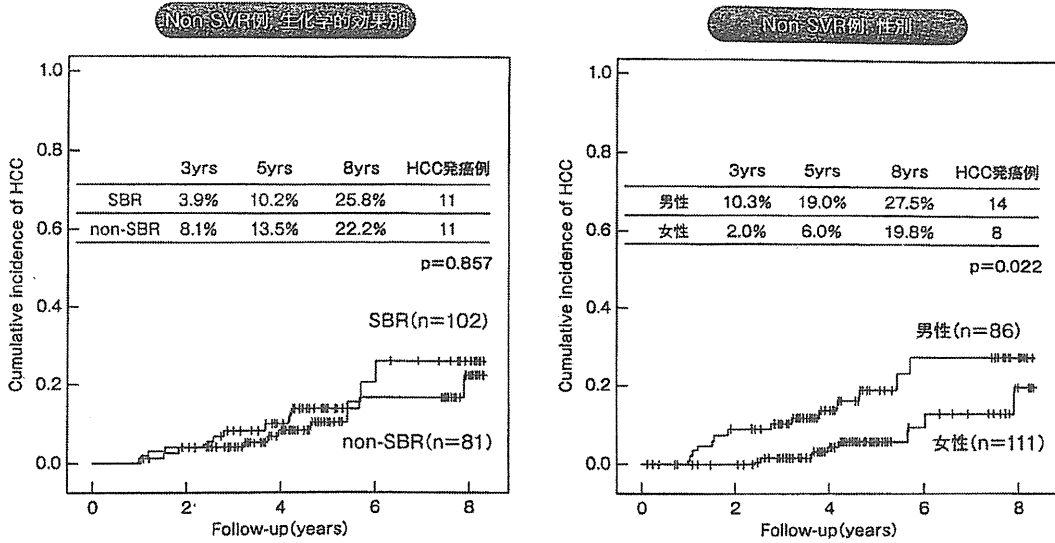 Non-SVR例, 生化学的効果別
Cumulative incidence of HCC
1.0
0.8
0.6
0.4
0.2
0.0
3yrs 5yrs 8yrs HCC発癌例
SBR 3.9% 10.2% 25.8% 11
non-SBR 8.1% 13.5% 22.2% 11
p=0.857
SBR(n=102)
non-SBR(n=81)
0 2 4 6 8
Follow-up(years)
Non-SVR例, 性別
Cumulative incidence of HCC
1.0
0.8
0.6
0.4
0.2
0.0
3yrs 5yrs 8yrs HCC発癌例
男性 10.3% 19.0% 27.5% 14
女性 2.0% 6.0% 19.8% 8
p=0.022
男性(n=86)
女性(n=111)
0 2 4 6 8
Follow-up(years)